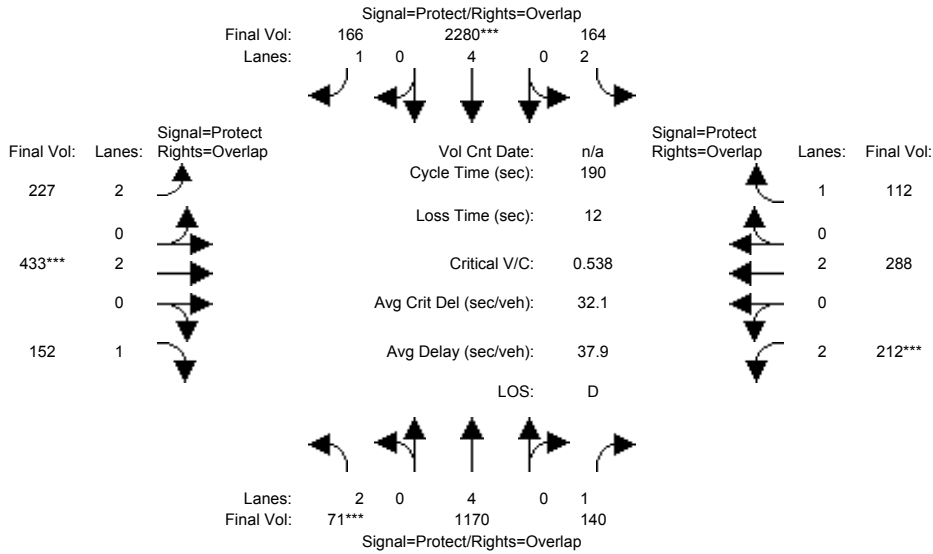 Signal=Protect/Rights=Overlap
Final Vol: 166 2280*** 164
Lanes: 1 0 4 0 2
Signal=Protect
Final Vol: Lanes: Rights=Overlap
Vol Cnt Date: n/a
Signal=Protect
Rights=Overlap Lanes: Final Vol:
Cycle Time (sec): 190
227 2
1 112
Loss Time (sec): 12
0
0
433*** 2
Critical V/C: 0.538
2 288
0
Avg Crit Del (sec/veh): 32.1
0
152 1
Avg Delay (sec/veh): 37.9
2 212***
LOS: D
Lanes: 2 0 4 0 1
Final Vol: 71*** 1170 140
Signal=Protect/Rights=Overlap